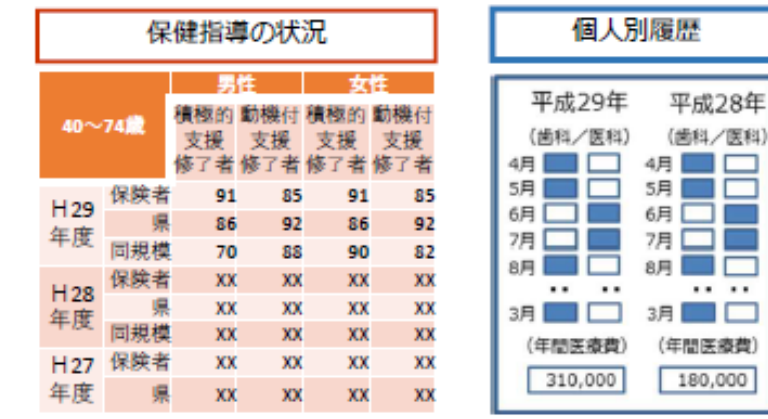 保健指導の状況
40～74歳
男性 女性
積極的 動機付 積極的 動機付
支援 支援 支援 支援
修了者 修了者 修了者 修了者
H29年度
保険者 91 85 91 85
県 86 92 86 92
同規模 70 88 90 82
H28年度
保険者 XX XX XX XX
県 XX XX XX XX
同規模 XX XX XX XX
H27年度
保険者 XX XX XX XX
県 XX XX XX XX
個人別履歴
平成29年 平成28年
(歯科／医科) (歯科／医科)
4月 4月
5月 5月
6月 6月
7月 7月
8月 8月
‥ ‥ ‥ ‥
3月 3月
(年間医療費) (年間医療費)
310,000 180,000